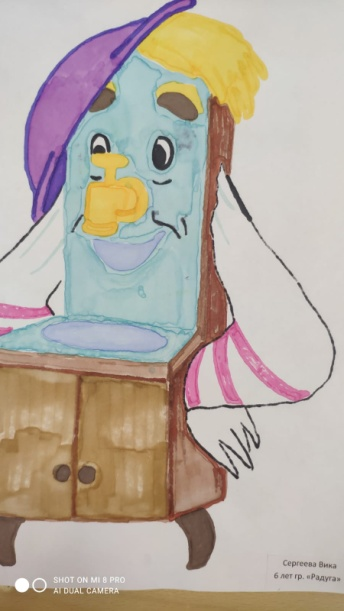 SHOT ON MI 8 PRO
AI DUAL CAMERA
Сергеева Вика
6 лет гр. «Радуга»